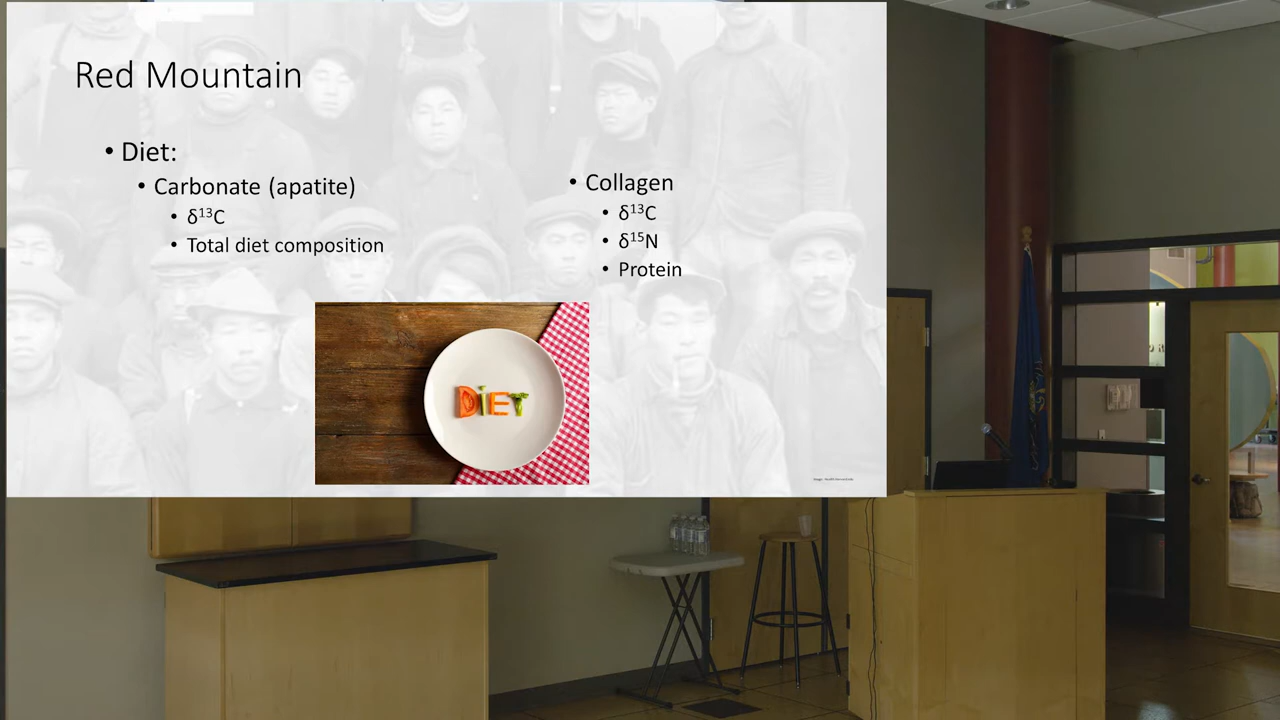 Red Mountain
• Diet:
• Carbonate (apatite)
• δ¹³C
• Total diet composition
• Collagen
• δ¹³C
• δ¹⁵N
• Protein
DiET